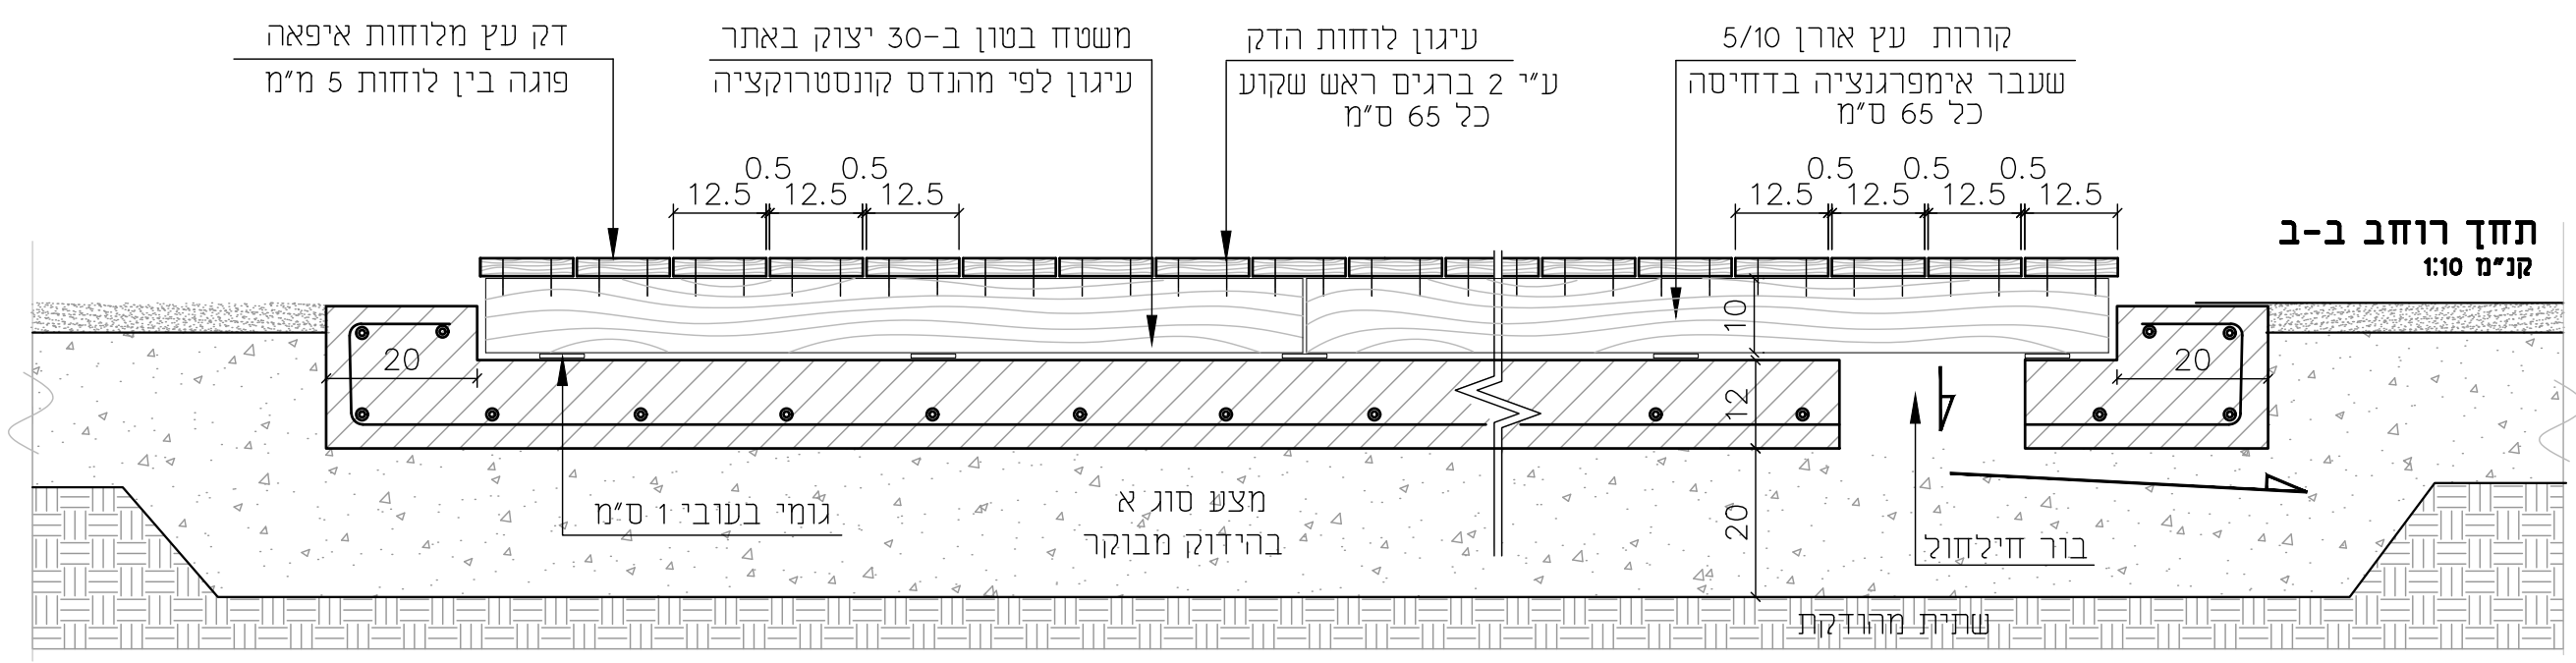 קורות עץ אורן 5/10
שעבר אימפרגנציה בדחיסה
כל 65 ס"מ
עיגון לוחות הדק
ע"י 2 ברגים ראש שקוע
כל 65 ס"מ
משטח בטון ב-30 יצוק באתר
עיגון לפי מהנדס קונסטרוקציה
דק עץ מלוחות איפאה
פוגה בין לוחות 5 מ"מ
0.5 0.5
12.5 12.5 12.5
0.5 0.5 0.5
12.5 12.5 12.5 12.5
תחך רוחב ב-ב
קנ"מ 1:10
10
20
20
12
20
גומי בעובי 1 ס"מ
מצע סוג א
בהידוק מבוקר
בור חילחול
שתית מהודקת